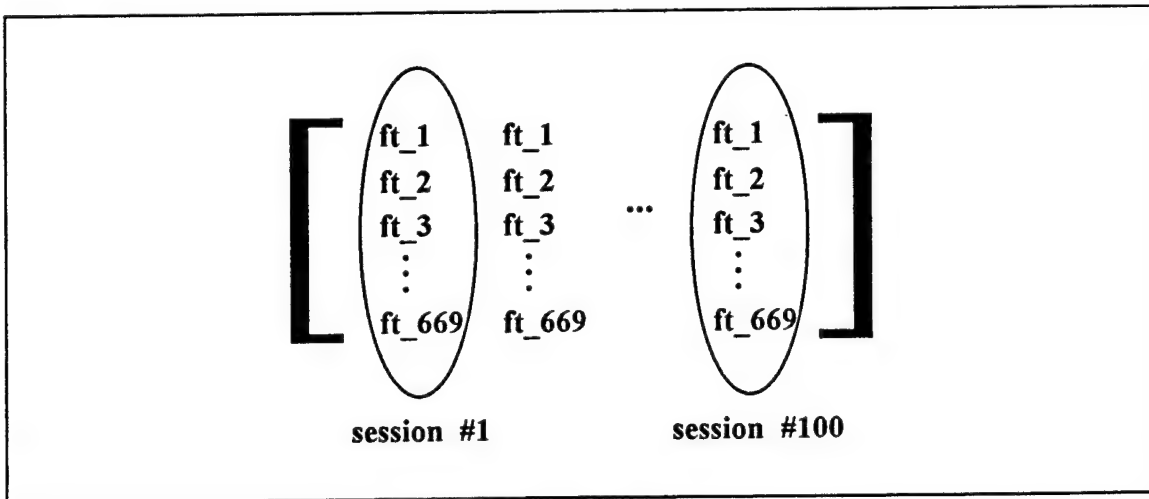 ft_1 ft_1 ft_1
ft_2 ft_2 ... ft_2
ft_3 ft_3 ft_3
⋮ ⋮ ⋮
ft_669 ft_669 ft_669
session #1 session #100